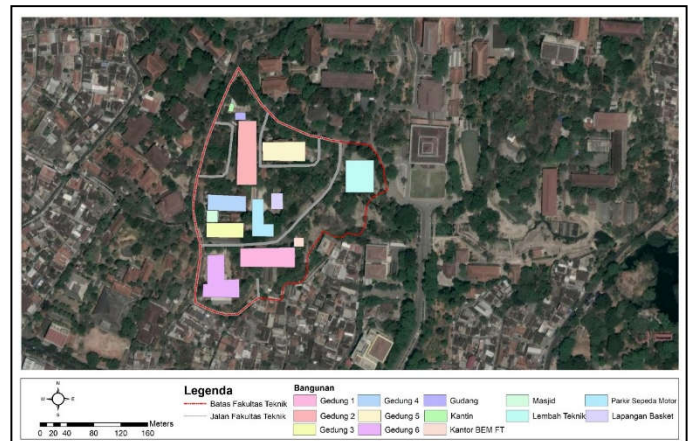 N
W E
S
0 20 40 80 120 160 Meters
Legenda
Batas Fakultas Teknik
Jalan Fakultas Teknik
Bangunan
Gedung 1
Gedung 2
Gedung 3
Gedung 4
Gedung 5
Gedung 6
Gudang
Kantin
Kantor BEM FT
Masjid
Lembah Teknik
Parkir Sepeda Motor
Lapangan Basket